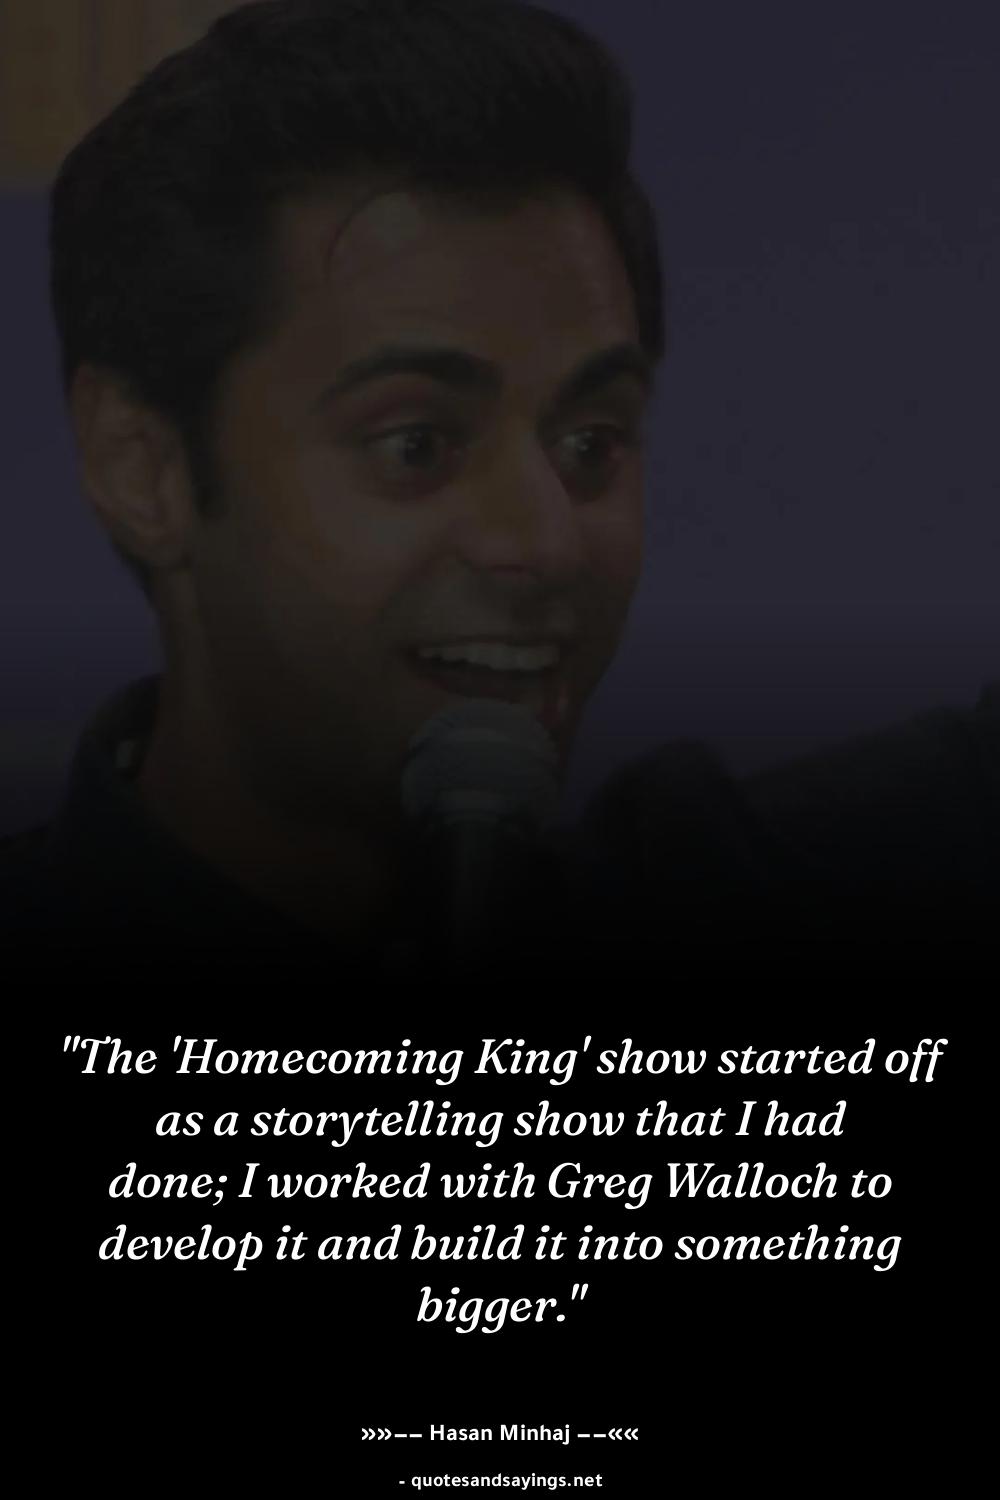 "The 'Homecoming King' show started off
as a storytelling show that I had
done; I worked with Greg Walloch to
develop it and build it into something
bigger."
»»−− Hasan Minhaj −−««
- quotesandsayings.net